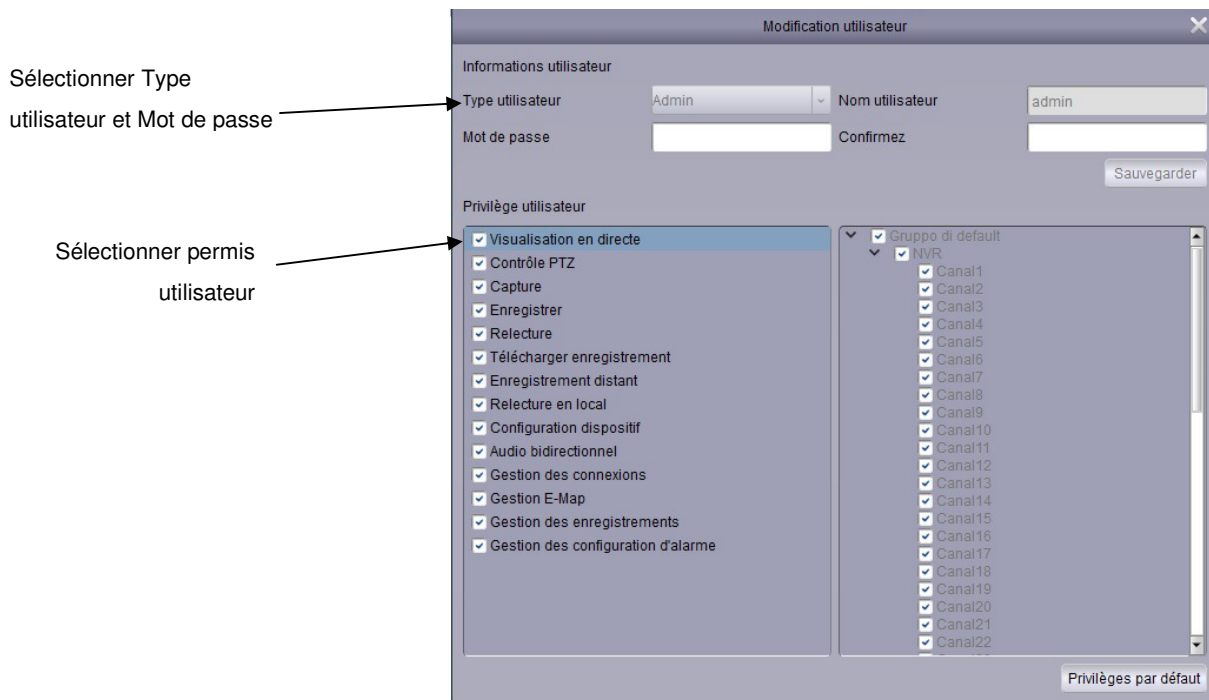 Modification utilisateur
Informations utilisateur
Sélectionner Type
utilisateur et Mot de passe
Type utilisateur
Admin
Nom utilisateur
admin
Mot de passe
Confirmez
Sauvegarder
Privilège utilisateur
Sélectionner permis
utilisateur
Visualisation en directe
Contrôle PTZ
Capture
Enregistrer
Relecture
Télécharger enregistrement
Enregistrement distant
Relecture en local
Configuration dispositif
Audio bidirectionnel
Gestion des connexions
Gestion E-Map
Gestion des enregistrements
Gestion des configuration d'alarme
Gruppo di default
NVR
Canal1
Canal2
Canal3
Canal4
Canal5
Canal6
Canal7
Canal8
Canal9
Canal10
Canal11
Canal12
Canal13
Canal14
Canal15
Canal16
Canal17
Canal18
Canal19
Canal20
Canal21
Canal22
Privilèges par défaut